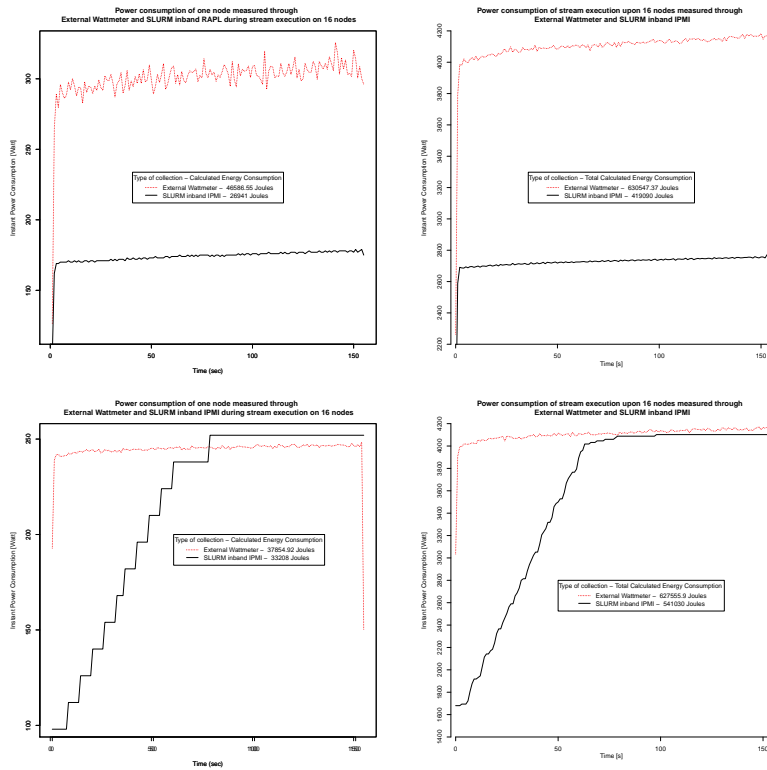 Power consumption of one node measured through
External Wattmeter and SLURM inband RAPL during stream execution on 16 nodes
Instant Power Consumption [Watt]
300
250
200
150
Type of collection − Calculated Energy Consumption
External Wattmeter − 46586.55 Joules
SLURM inband IPMI − 26941 Joules
0 50 100 150
Time (sec)
Power consumption of stream execution upon 16 nodes measured through
External Wattmeter and SLURM inband IPMI
Instant Power Consumption [Watt]
4200
4000
3800
3600
3400
3200
3000
2800
2600
2400
2200
Type of collection − Total Calculated Energy Consumption
External Wattmeter − 630547.37 Joules
SLURM inband IPMI − 419090 Joules
0 50 100 150
Time [s]
Power consumption of one node measured through
External Wattmeter and SLURM inband IPMI during stream execution on 16 nodes
Instant Power Consumption [Watt]
250
200
150
100
Type of collection − Calculated Energy Consumption
External Wattmeter − 37854.92 Joules
SLURM inband IPMI − 33208 Joules
0 50 100 150
Time (sec)
Power consumption of stream execution upon 16 nodes measured through
External Wattmeter and SLURM inband IPMI
Instant Power Consumption [Watt]
4200
4000
3800
3600
3400
3200
3000
2800
2600
2400
2200
2000
1800
1600
1400
Type of collection − Total Calculated Energy Consumption
External Wattmeter − 627555.9 Joules
SLURM inband IPMI − 541030 Joules
0 50 100 150
Time [s]